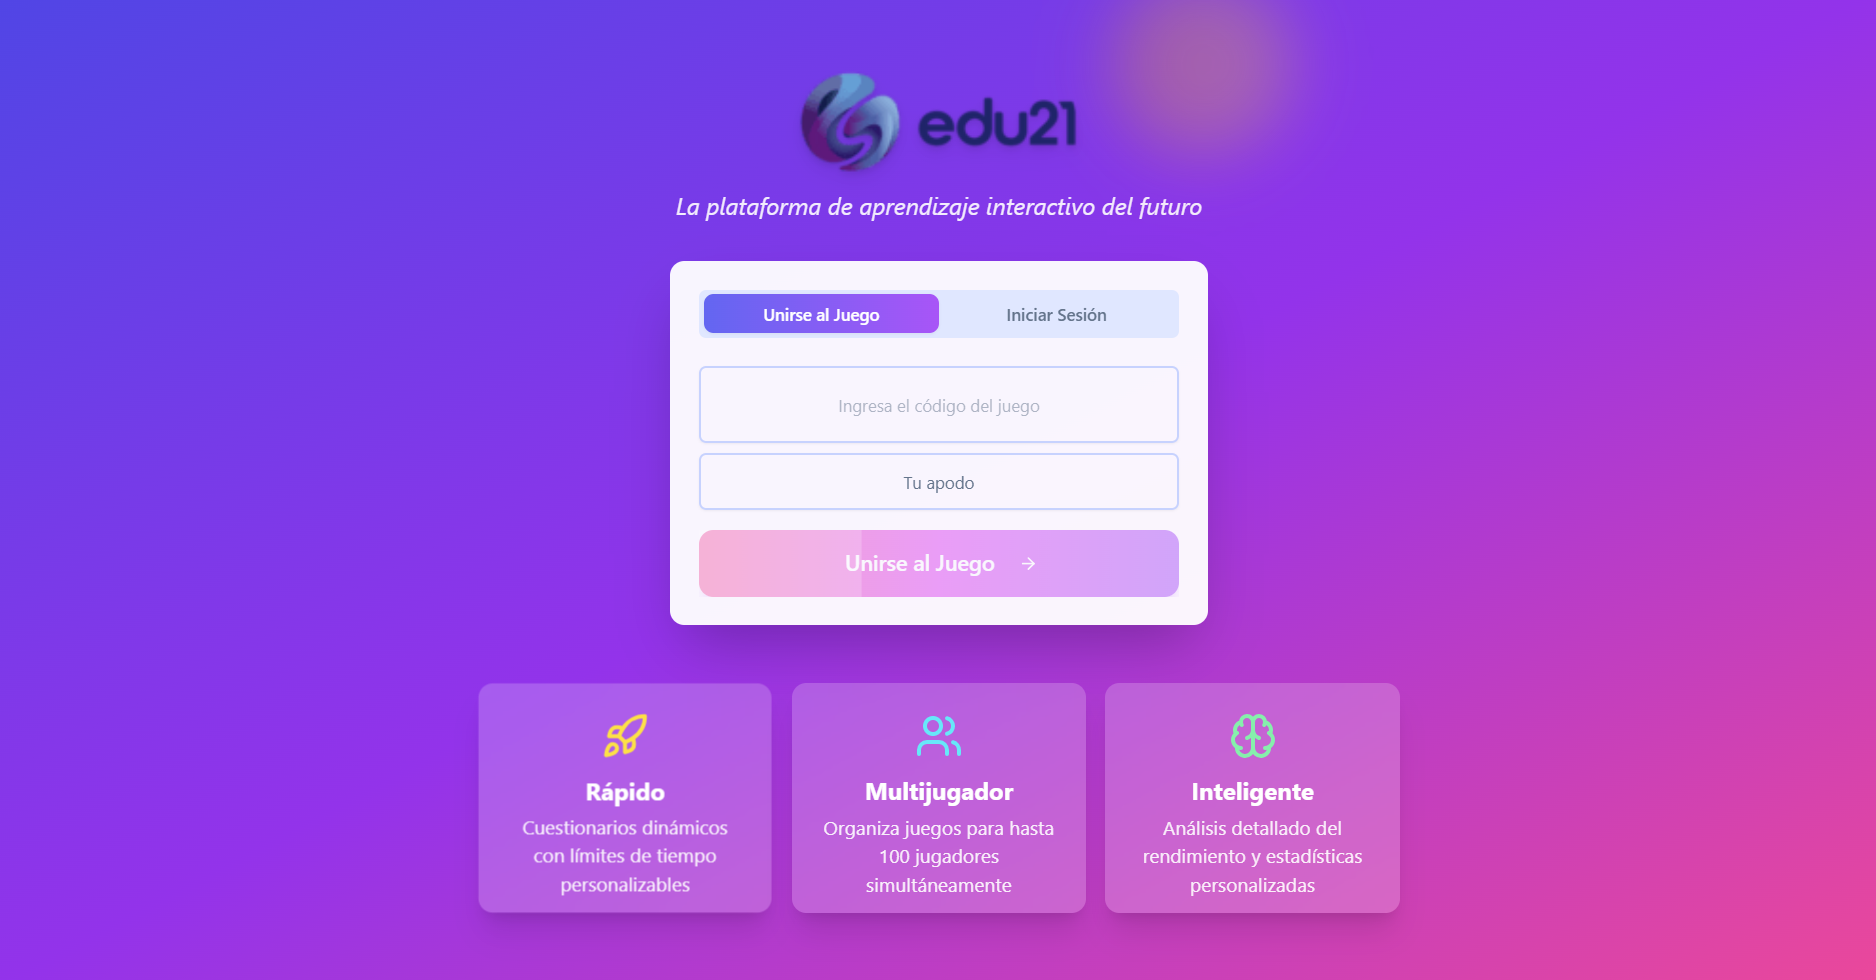 edu21
La plataforma de aprendizaje interactivo del futuro
Unirse al Juego
Iniciar Sesión
Ingresa el código del juego
Tu apodo
Unirse al Juego →
Rápido
Cuestionarios dinámicos
con límites de tiempo
personalizables
Multijugador
Organiza juegos para hasta
100 jugadores
simultáneamente
Inteligente
Análisis detallado del
rendimiento y estadísticas
personalizadas